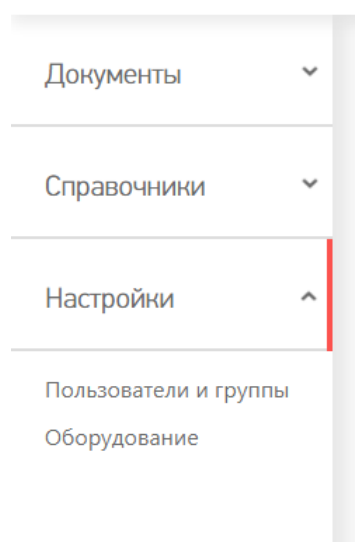 Документы
Справочники
Настройки
Пользователи и группы
Оборудование